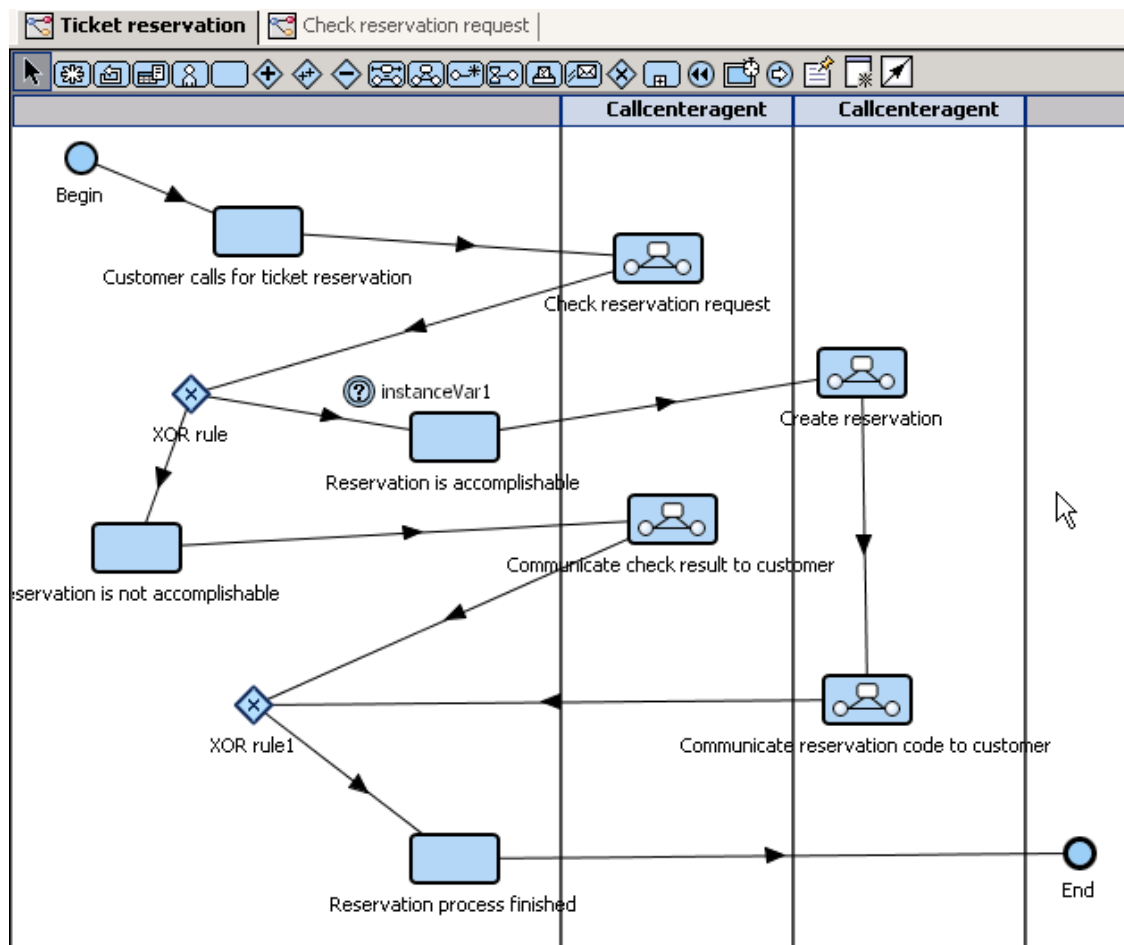 Ticket reservation
Check reservation request
Callcenteragent
Callcenteragent
Begin
Customer calls for ticket reservation
Check reservation request
instanceVar1
XOR rule
Create reservation
Reservation is accomplishable
Communicate check result to customer
servation is not accomplishable
XOR rule1
Communicate reservation code to customer
End
Reservation process finished